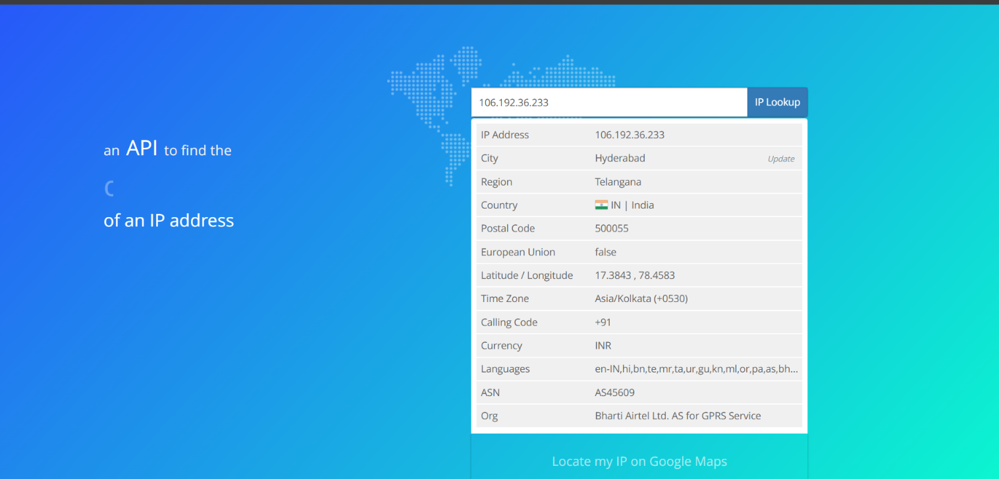 an API to find the
C
of an IP address
106.192.36.233
IP Lookup
IP Address 106.192.36.233
City Hyderabad Update
Region Telangana
Country IN | India
Postal Code 500055
European Union false
Latitude / Longitude 17.3843 , 78.4583
Time Zone Asia/Kolkata (+0530)
Calling Code +91
Currency INR
Languages en-IN,hi,bn,te,mr,ta,ur,gu,kn,ml,or,pa,as,bh...
ASN AS45609
Org Bharti Airtel Ltd. AS for GPRS Service
Locate my IP on Google Maps